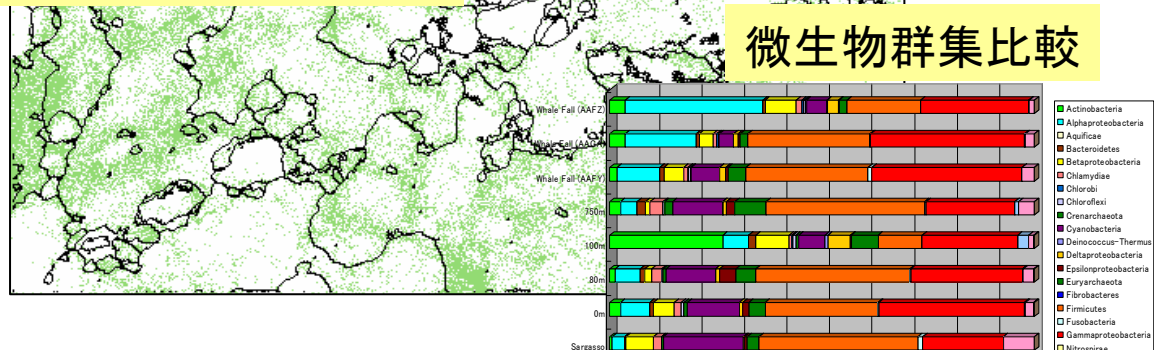 微生物群集比較
Whale Fall (AAFZ)
Whale Fall (AAGA)
Whale Fall (AAFY)
750m
100m
80m
0m
Sargasso
Actinobacteria
Alphaproteobacteria
Aquificae
Bacteroidetes
Betaproteobacteria
Chlamydiae
Chlorobi
Chloroflexi
Crenarchaeota
Cyanobacteria
Deinococcus-Thermus
Deltaproteobacteria
Epsilonproteobacteria
Euryarchaeota
Fibrobacteres
Firmicutes
Fusobacteria
Gammaproteobacteria
Nitrospirae